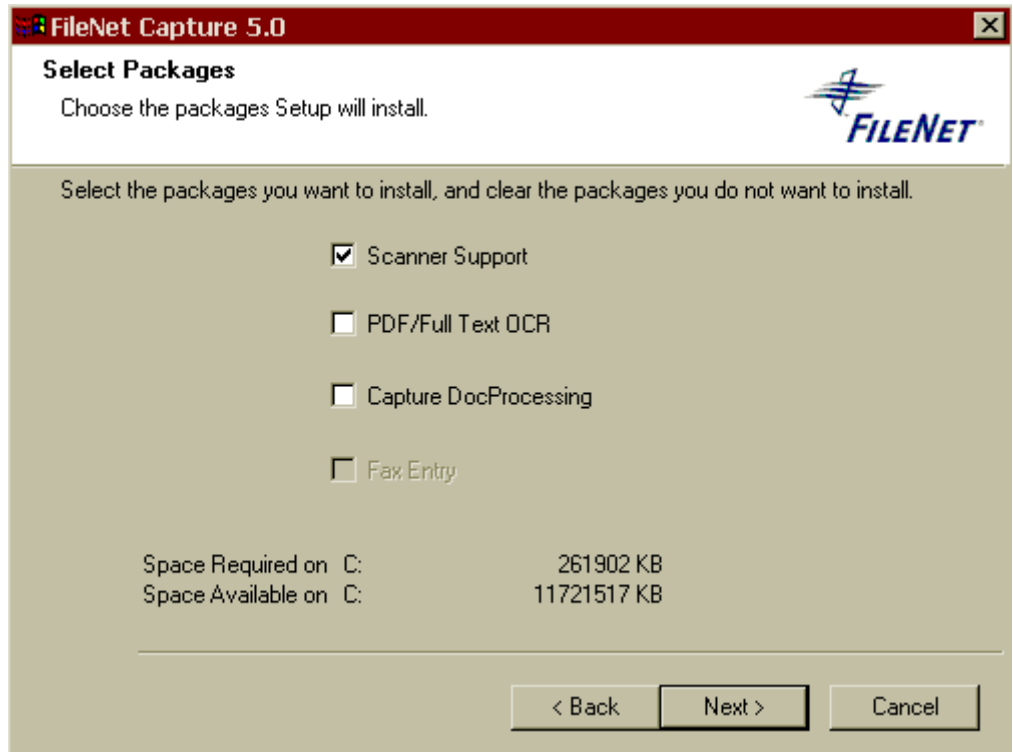 FileNet Capture 5.0
Select Packages
Choose the packages Setup will install.
FILENET
Select the packages you want to install, and clear the packages you do not want to install.
Scanner Support
PDF/Full Text OCR
Capture DocProcessing
Fax Entry
Space Required on C: 261902 KB
Space Available on C: 11721517 KB
< Back Next > Cancel